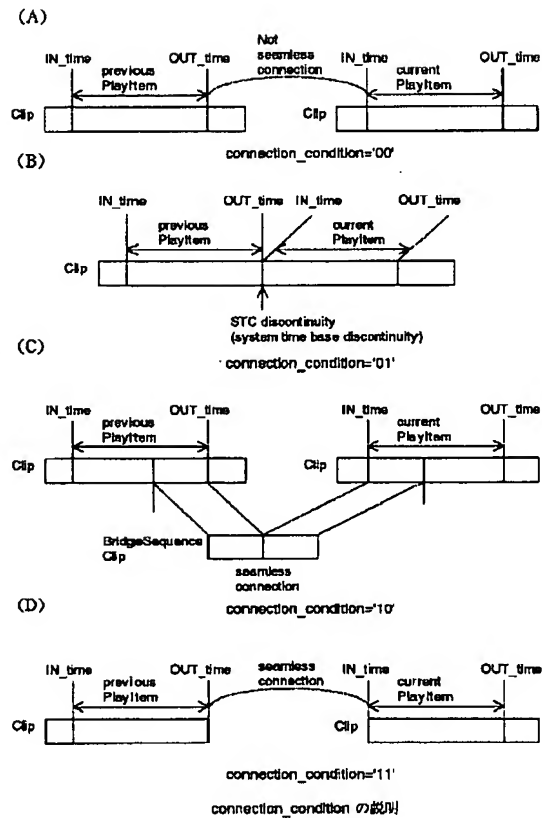 (A)
Not
seamless
connection
IN_time
OUT_time
IN_time
OUT_time
previous
PlayItem
current
PlayItem
Clip
Clip
connection_condition='00'
(B)
IN_time
OUT_time
IN_time
OUT_time
previous
PlayItem
current
PlayItem
Clip
STC discontinuity
(system time base discontinuity)
connection_condition='01'
(C)
IN_time
OUT_time
IN_time
OUT_time
previous
PlayItem
current
PlayItem
Clip
Clip
BridgeSequence
Clip
seamless
connection
connection_condition='10'
(D)
IN_time
OUT_time
seamless
connection
IN_time
OUT_time
previous
PlayItem
current
PlayItem
Clip
Clip
connection_condition='11'
connection_condition の説明